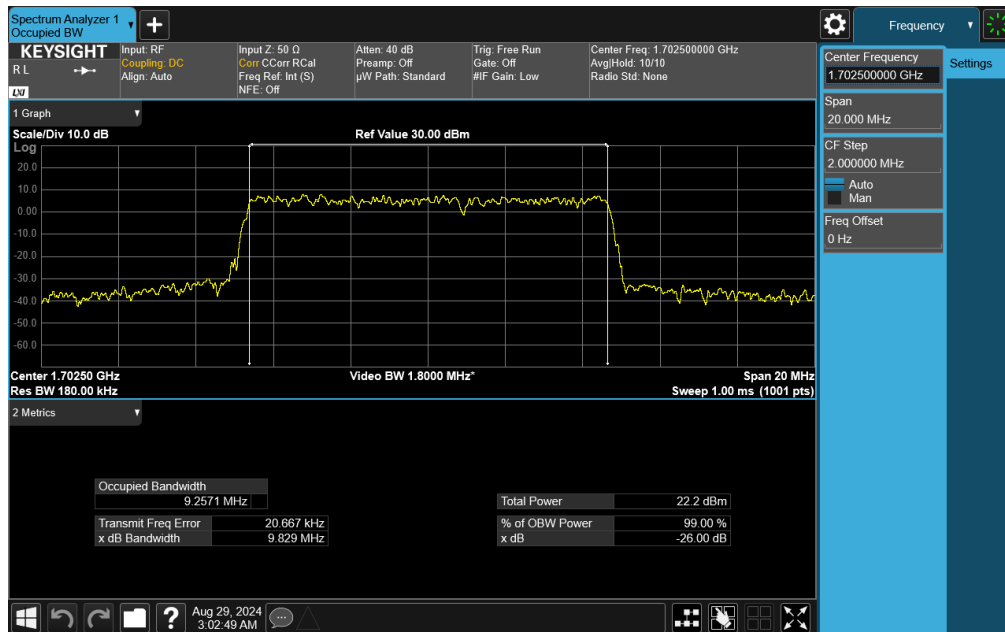 Spectrum Analyzer 1
Occupied BW
Frequency
KEYSIGHT
R L
LXI
Input: RF
Coupling: DC
Align: Auto
Input Z: 50 Ω
Corr CCorr RCal
Freq Ref: Int (S)
NFE: Off
Atten: 40 dB
Preamp: Off
µW Path: Standard
Trig: Free Run
Gate: Off
#IF Gain: Low
Center Freq: 1.702500000 GHz
Avg|Hold: 10/10
Radio Std: None
Center Frequency
1.702500000 GHz
Settings
Span
20.000 MHz
CF Step
2.000000 MHz
Auto
Man
Freq Offset
0 Hz
1 Graph
Scale/Div 10.0 dB
Ref Value 30.00 dBm
Log
20.0
10.0
0.00
-10.0
-20.0
-30.0
-40.0
-50.0
-60.0
Center 1.70250 GHz
Video BW 1.8000 MHz*
Span 20 MHz
Res BW 180.00 kHz
Sweep 1.00 ms (1001 pts)
2 Metrics
Occupied Bandwidth
9.2571 MHz
Total Power 22.2 dBm
Transmit Freq Error 20.667 kHz
% of OBW Power 99.00 %
x dB Bandwidth 9.829 MHz
x dB -26.00 dB
Aug 29, 2024
3:02:49 AM